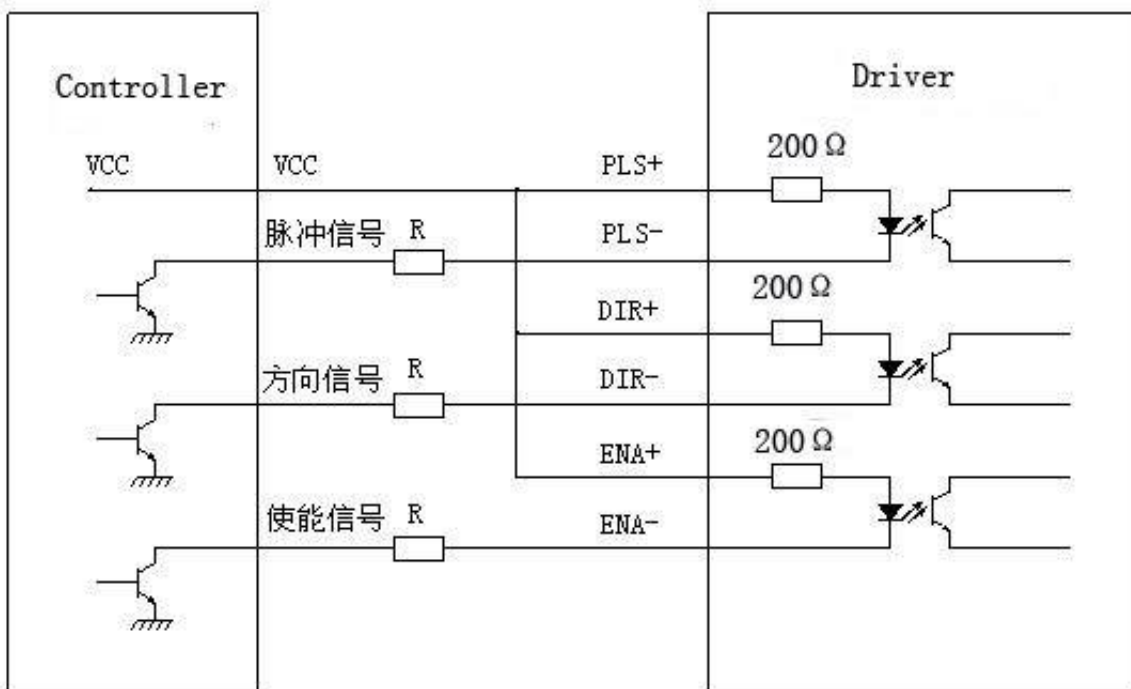 Controller
Driver
VCC
VCC
PLS+
200Ω
脉冲信号
R
PLS-
200Ω
DIR+
方向信号
R
DIR-
200Ω
ENA+
使能信号
R
ENA-